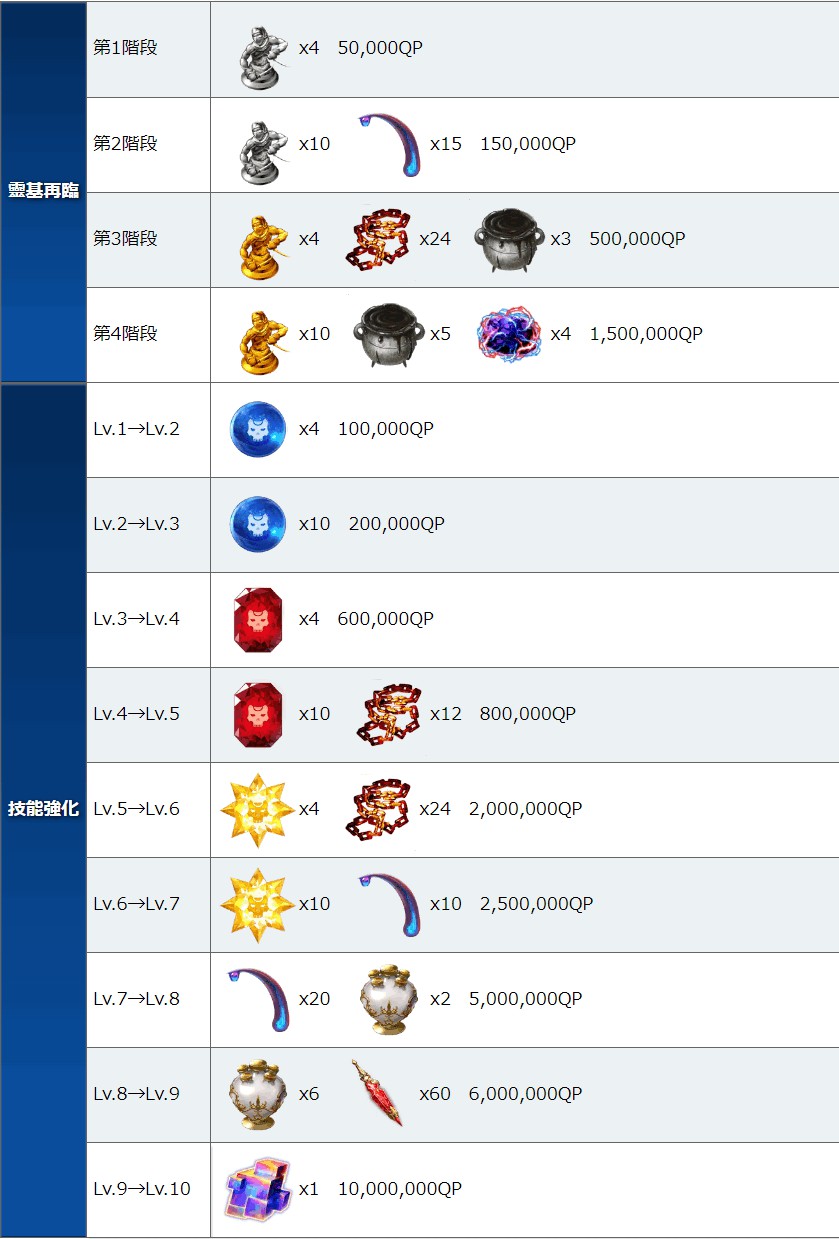 靈基再臨
第1階段 x4 50,000QP
第2階段 x10 x15 150,000QP
第3階段 x4 x24 x3 500,000QP
第4階段 x10 x5 x4 1,500,000QP
技能強化
Lv.1→Lv.2 x4 100,000QP
Lv.2→Lv.3 x10 200,000QP
Lv.3→Lv.4 x4 600,000QP
Lv.4→Lv.5 x10 x12 800,000QP
Lv.5→Lv.6 x4 x24 2,000,000QP
Lv.6→Lv.7 x10 x10 2,500,000QP
Lv.7→Lv.8 x20 x2 5,000,000QP
Lv.8→Lv.9 x6 x60 6,000,000QP
Lv.9→Lv.10 x1 10,000,000QP